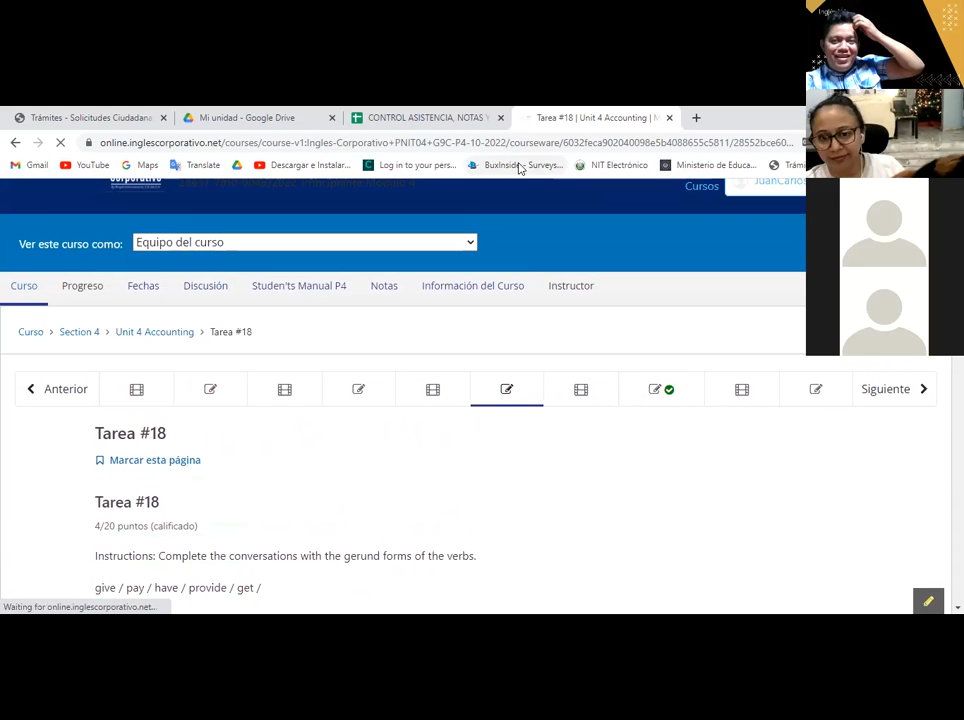 Trámites - Solicitudes Ciudadana
Mi unidad - Google Drive
CONTROL ASISTENCIA, NOTAS Y
Tarea #18 | Unit 4 Accounting | M
online.inglescorporativo.net/courses/course-v1:Ingles-Corporativo+PNIT04+G9C-P4-10-2022/courseware/6032feca902040098e5b4088655c5811/28552bce60...
Gmail
YouTube
Maps
Translate
Descargar e Instalar...
Log in to your pers...
BuxInside - Surveys...
NIT Electrónico
Ministerio de Educa...
Trámi
Cursos
JuanCarlos
Ver este curso como:
Equipo del curso
Curso
Progreso
Fechas
Discusión
Studen'ts Manual P4
Notas
Información del Curso
Instructor
Curso > Section 4 > Unit 4 Accounting > Tarea #18
Anterior
Siguiente
Tarea #18
Marcar esta página
Tarea #18
4/20 puntos (calificado)
Instructions: Complete the conversations with the gerund forms of the verbs.
give / pay / have / provide / get /
Waiting for online.inglescorporativo.net...